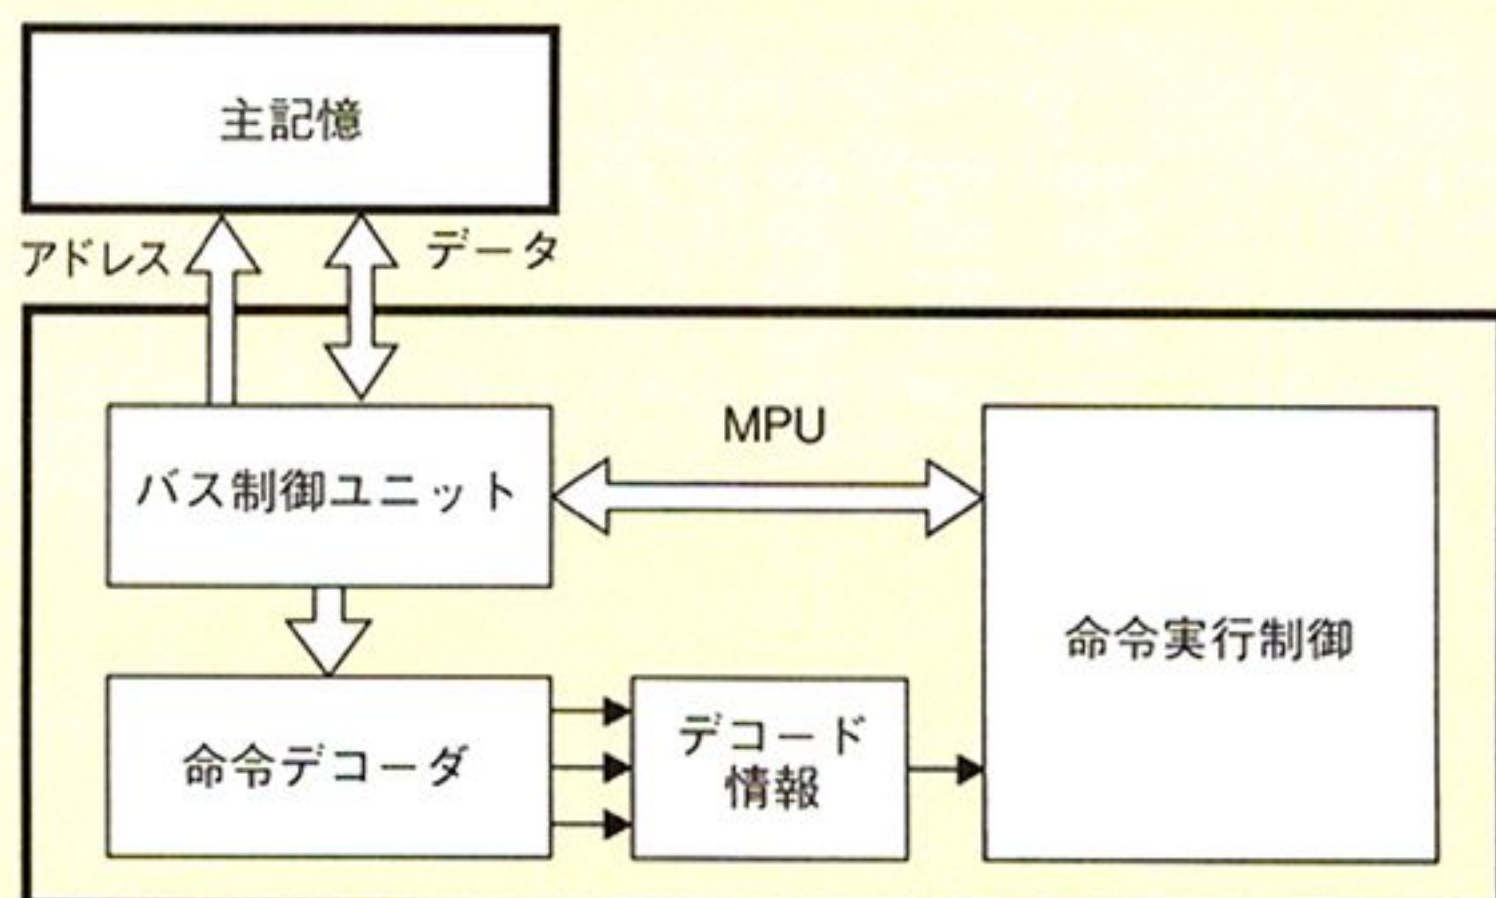 主記憶
アドレス
データ
MPU
バス制御ユニット
命令実行制御
命令デコーダ
デコード
情報